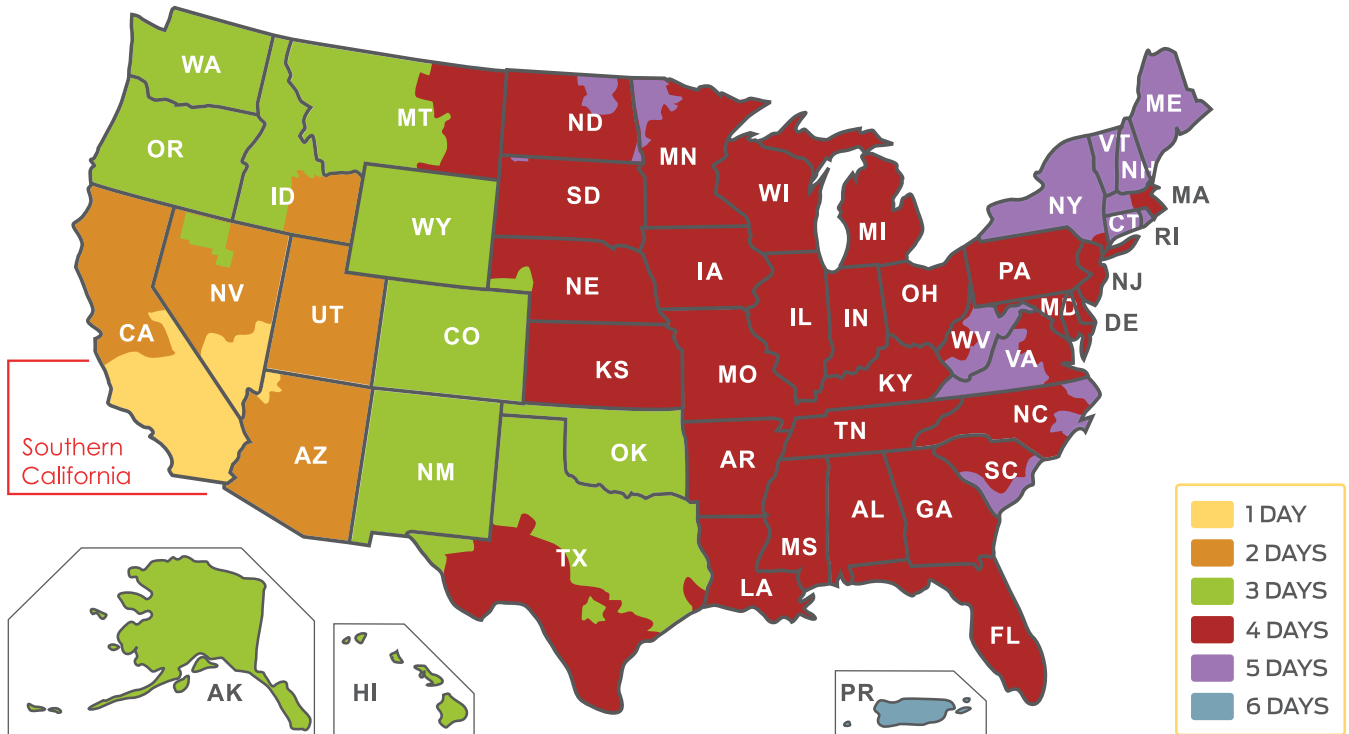 WA
OR
MT
ID
WY
NV
UT
CA
CO
AZ
NM
ND
SD
NE
KS
OK
TX
MN
IA
MO
AR
LA
WI
IL
MI
IN
OH
KY
TN
MS
AL
GA
FL
SC
NC
VA
WV
PA
NY
MD
DE
NJ
CT
RI
MA
VT
NH
ME
Southern
California
AK
HI
PR
1 DAY
2 DAYS
3 DAYS
4 DAYS
5 DAYS
6 DAYS